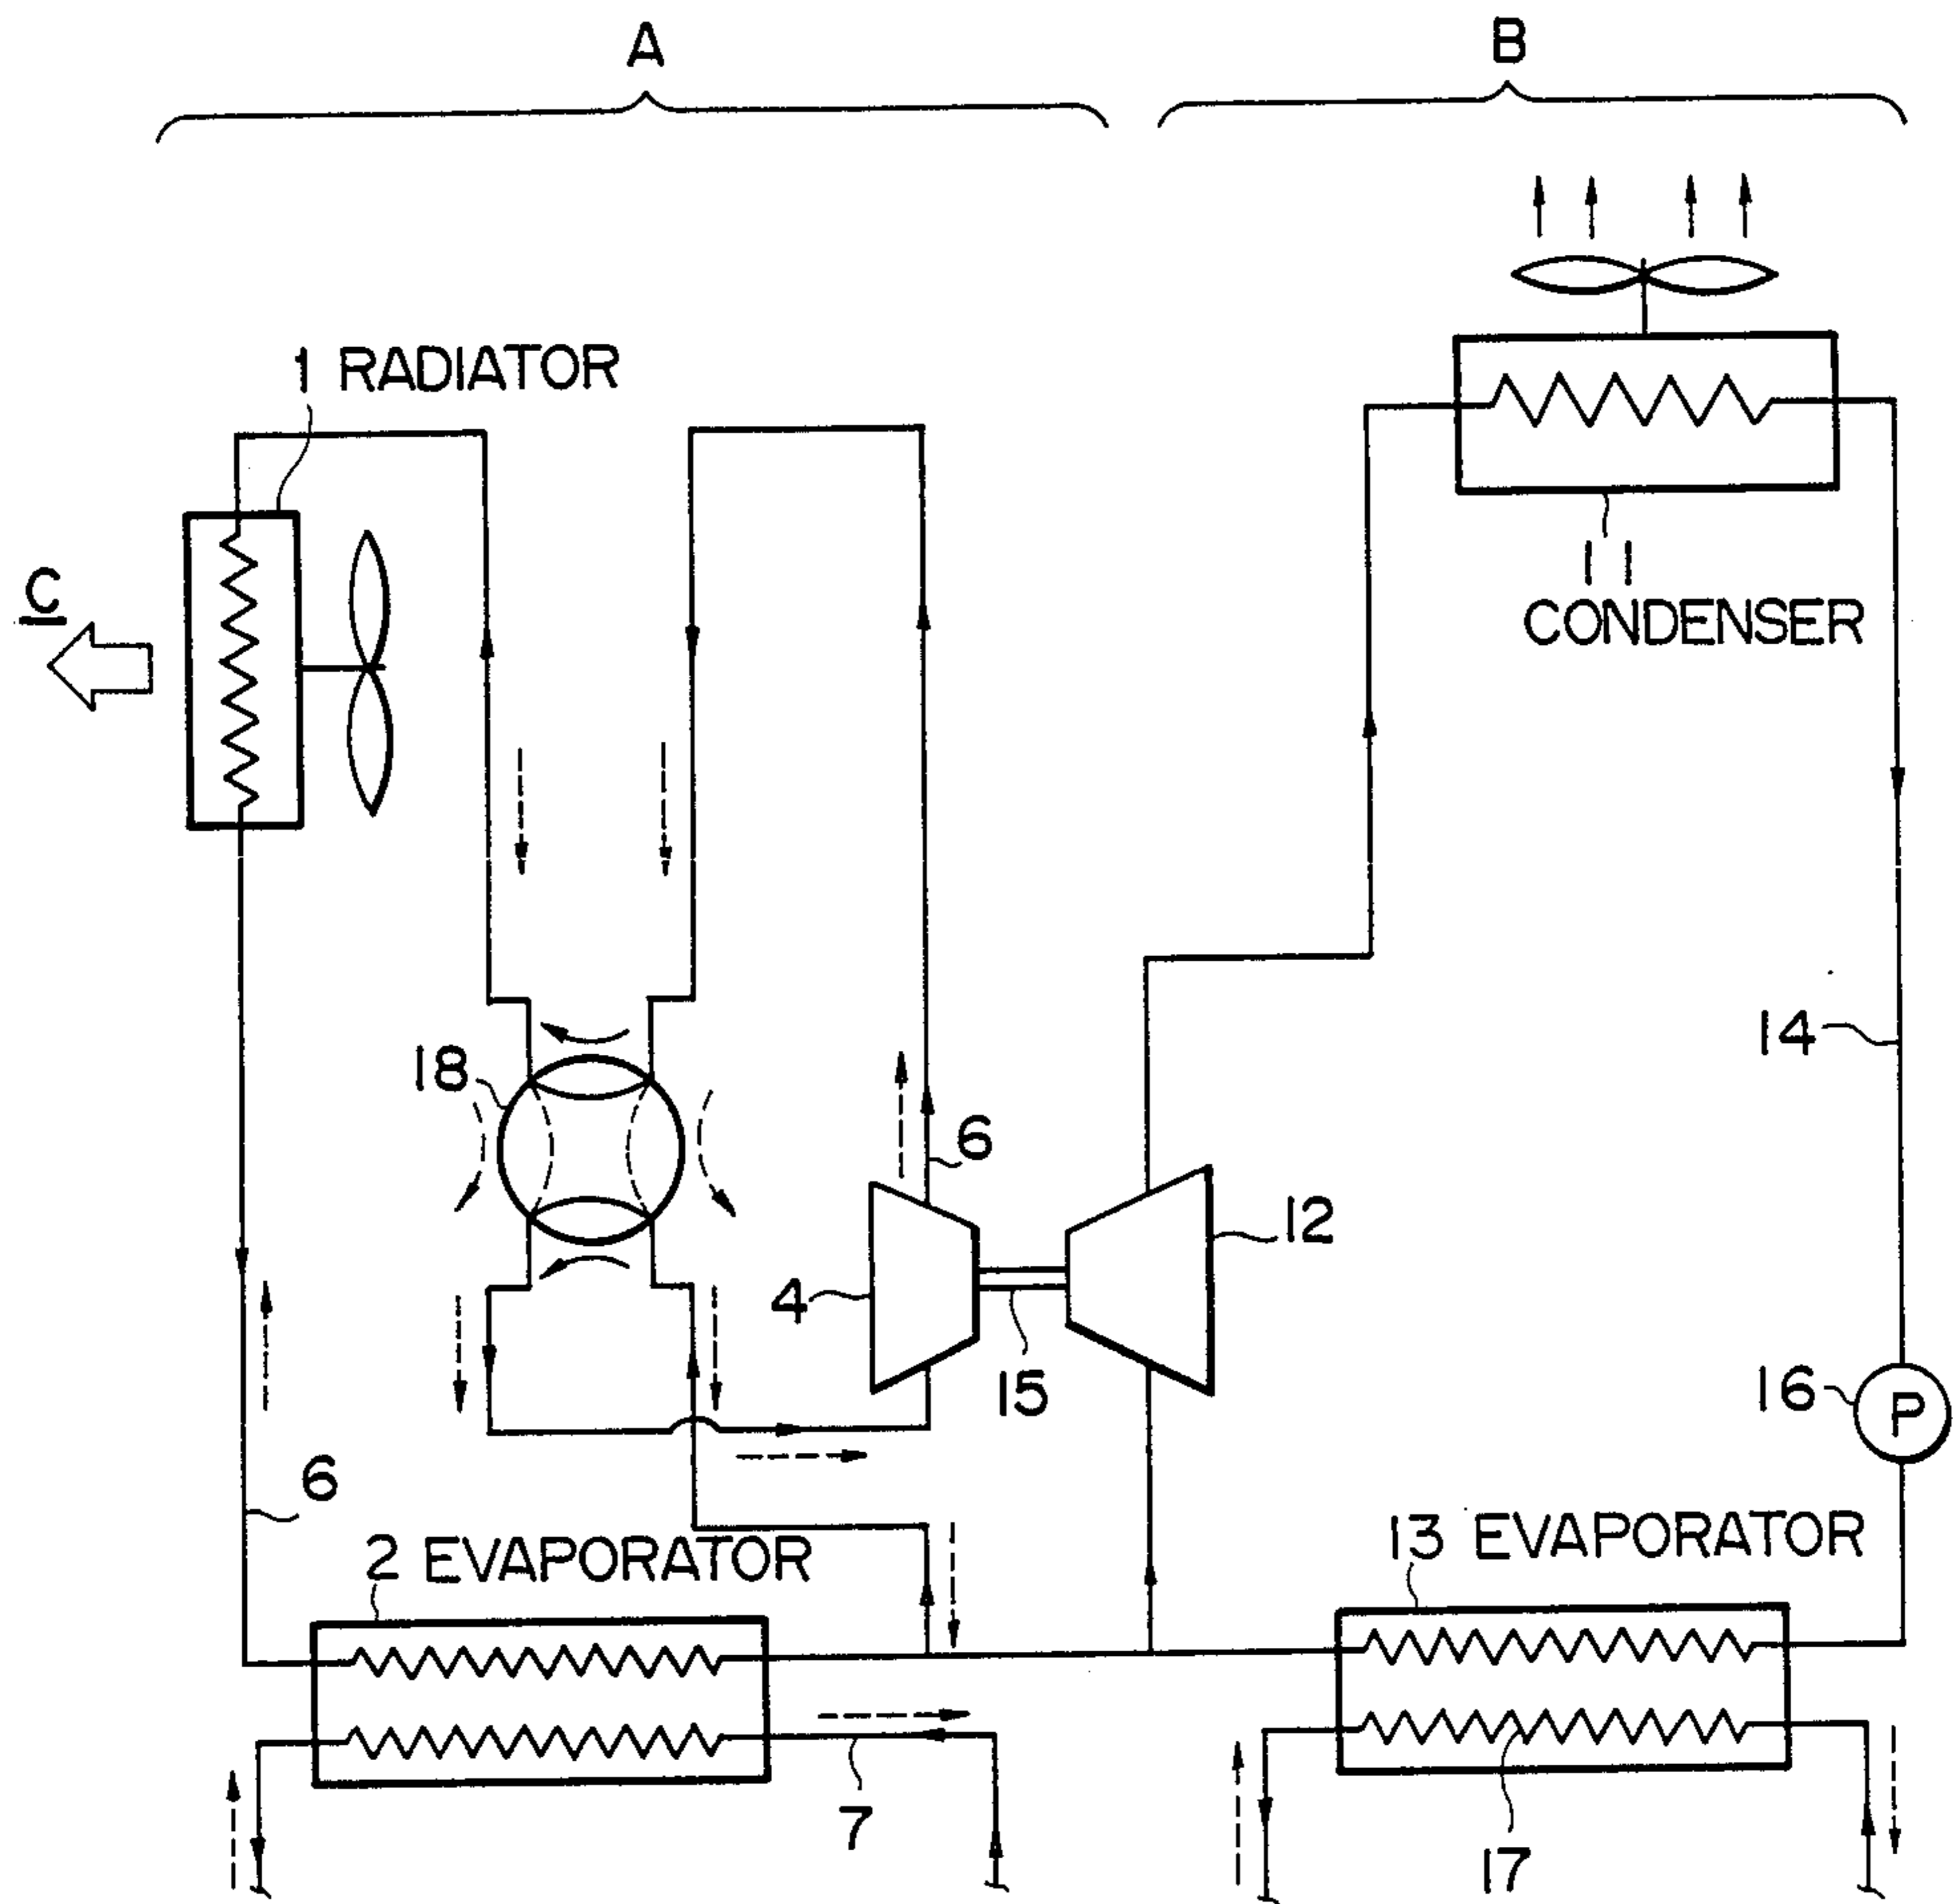 A
B
1 RADIATOR
C
11
CONDENSER
14
18
6
12
4
15
16
P
6
2 EVAPORATOR
13 EVAPORATOR
7
17